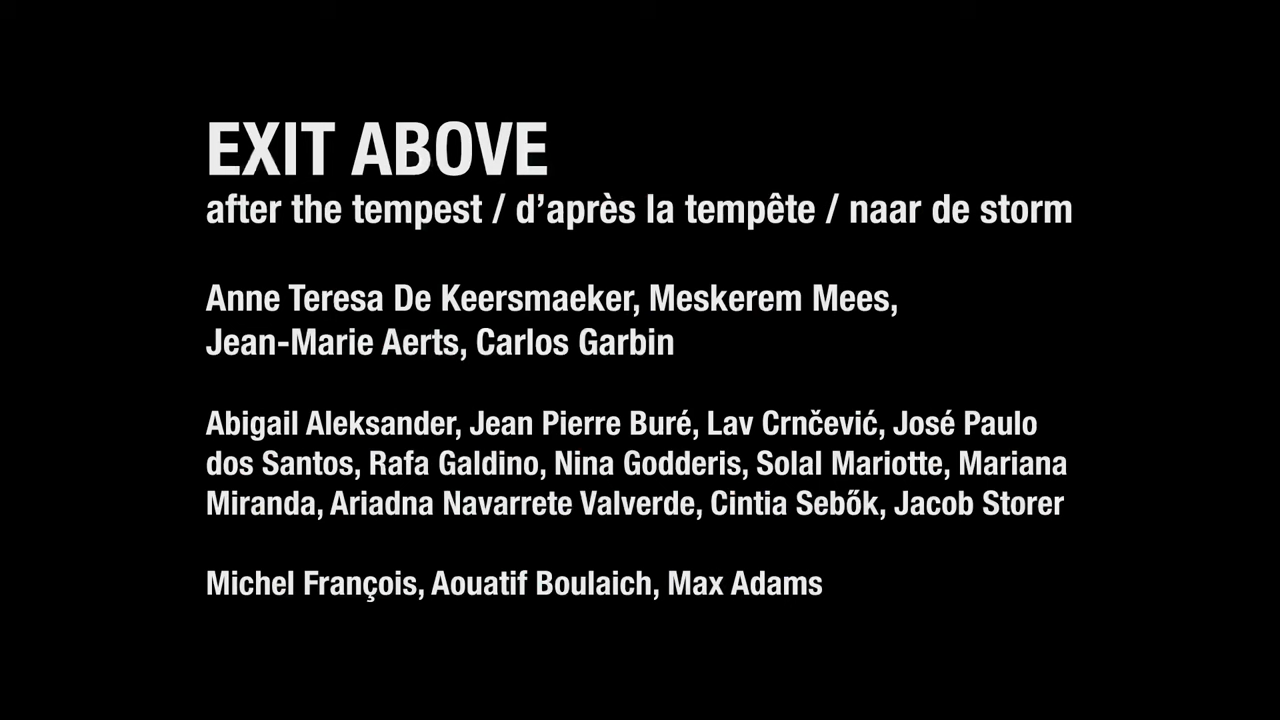 EXIT ABOVE
after the tempest / d’après la tempête / naar de storm
Anne Teresa De Keersmaeker, Meskerem Mees,
Jean-Marie Aerts, Carlos Garbin
Abigail Aleksander, Jean Pierre Buré, Lav Crnčević, José Paulo
dos Santos, Rafa Galdino, Nina Godderis, Solal Mariotte, Mariana
Miranda, Ariadna Navarrete Valverde, Cintia Sebők, Jacob Storer
Michel François, Aouatif Boulaich, Max Adams